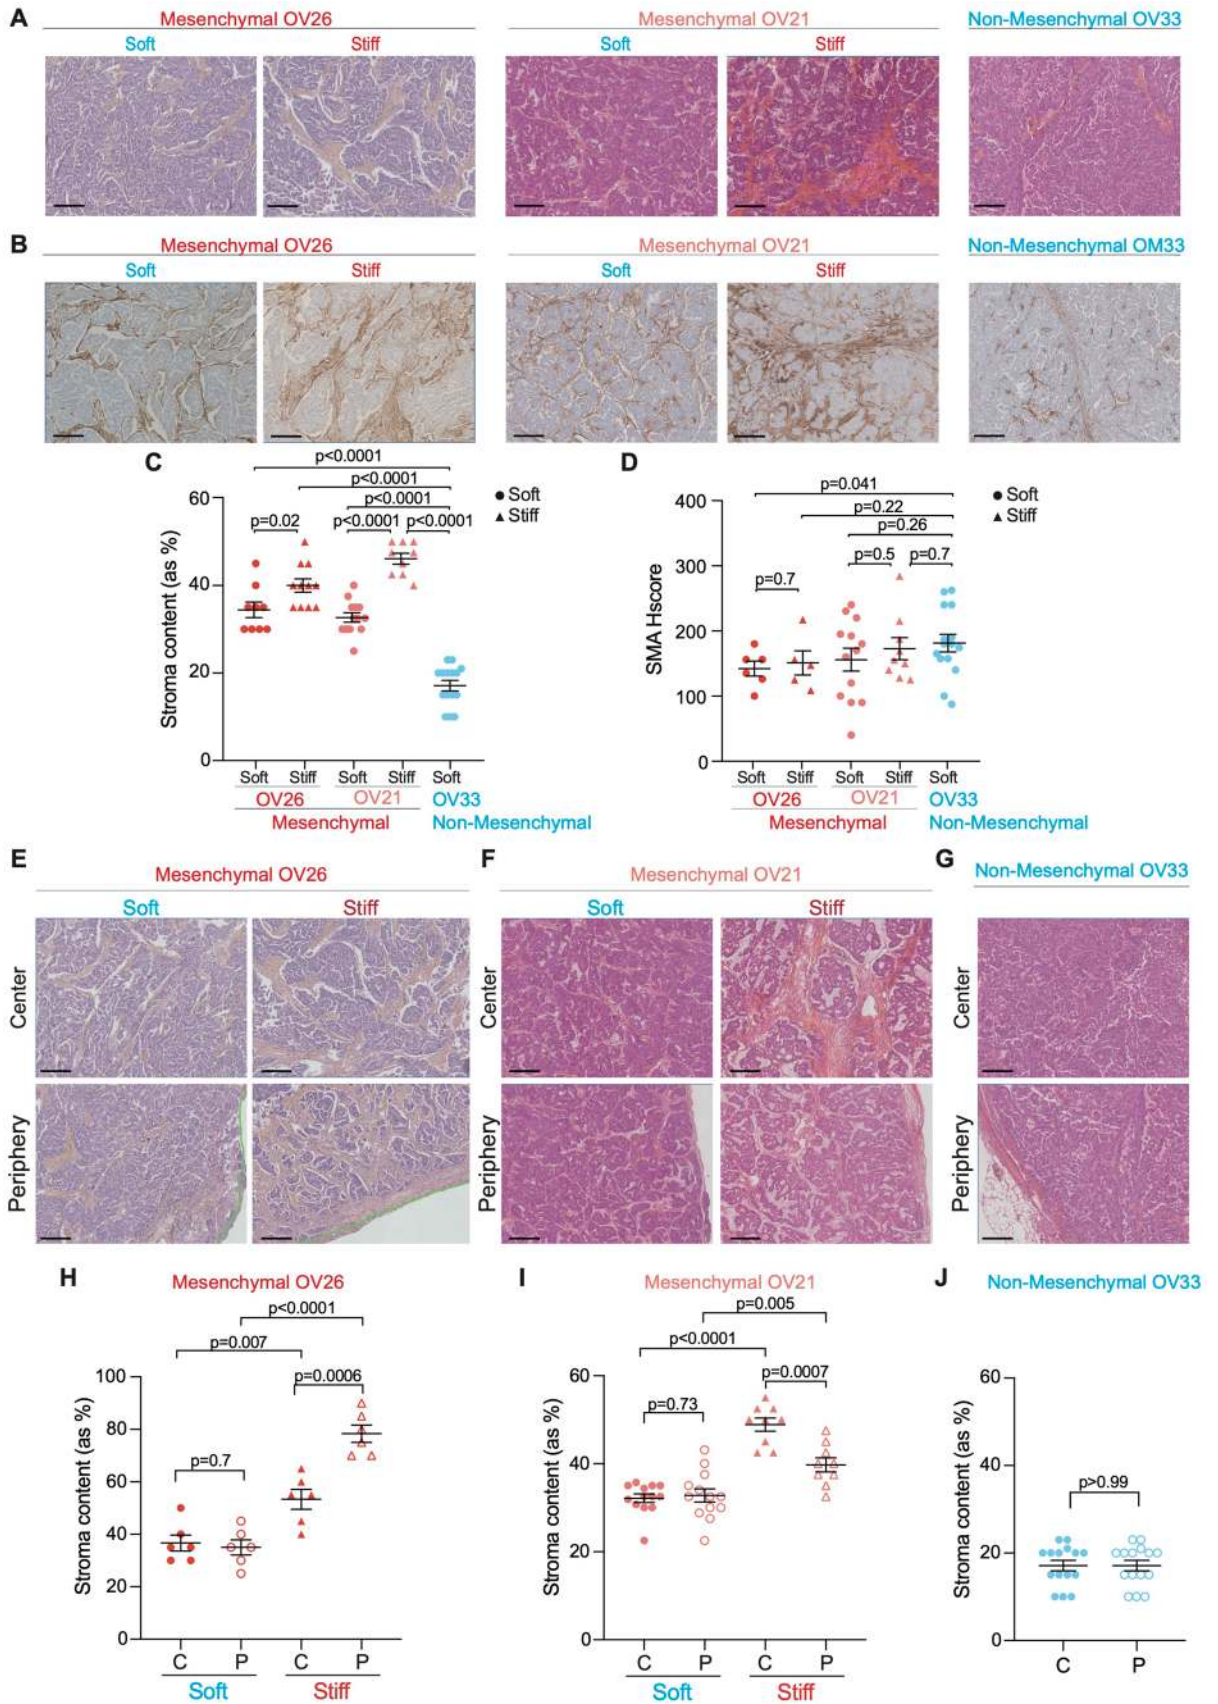 A
Mesenchymal OV26
Mesenchymal OV21
Non-Mesenchymal OV33
Soft
Stiff
Soft
Stiff
B
Mesenchymal OV26
Mesenchymal OV21
Non-Mesenchymal OM33
Soft
Stiff
Soft
Stiff
C
p<0.0001
p<0.0001
p<0.0001
p=0.02
p<0.0001
p<0.0001
Soft
Stiff
Stroma content (as %)
60
40
20
0
Soft
Stiff
Soft
Stiff
Soft
OV26
OV21
OV33
Mesenchymal
Non-Mesenchymal
D
p=0.041
p=0.22
p=0.26
p=0.5
p=0.7
p=0.7
Soft
Stiff
SMA Hscore
400
300
200
100
0
Soft
Stiff
Soft
Stiff
Soft
OV26
OV21
OV33
Mesenchymal
Non-Mesenchymal
E
Mesenchymal OV26
Soft
Stiff
Center
Periphery
F
Mesenchymal OV21
Soft
Stiff
Center
Periphery
G
Non-Mesenchymal OV33
Center
Periphery
H
Mesenchymal OV26
p<0.0001
p=0.007
p=0.0006
p=0.7
Stroma content (as %)
100
80
60
40
20
0
C
P
C
P
Soft
Stiff
I
Mesenchymal OV21
p=0.005
p<0.0001
p=0.0007
p=0.73
Stroma content (as %)
60
40
20
0
C
P
C
P
Soft
Stiff
J
Non-Mesenchymal OV33
p>0.99
Stroma content (as %)
60
40
20
0
C
P